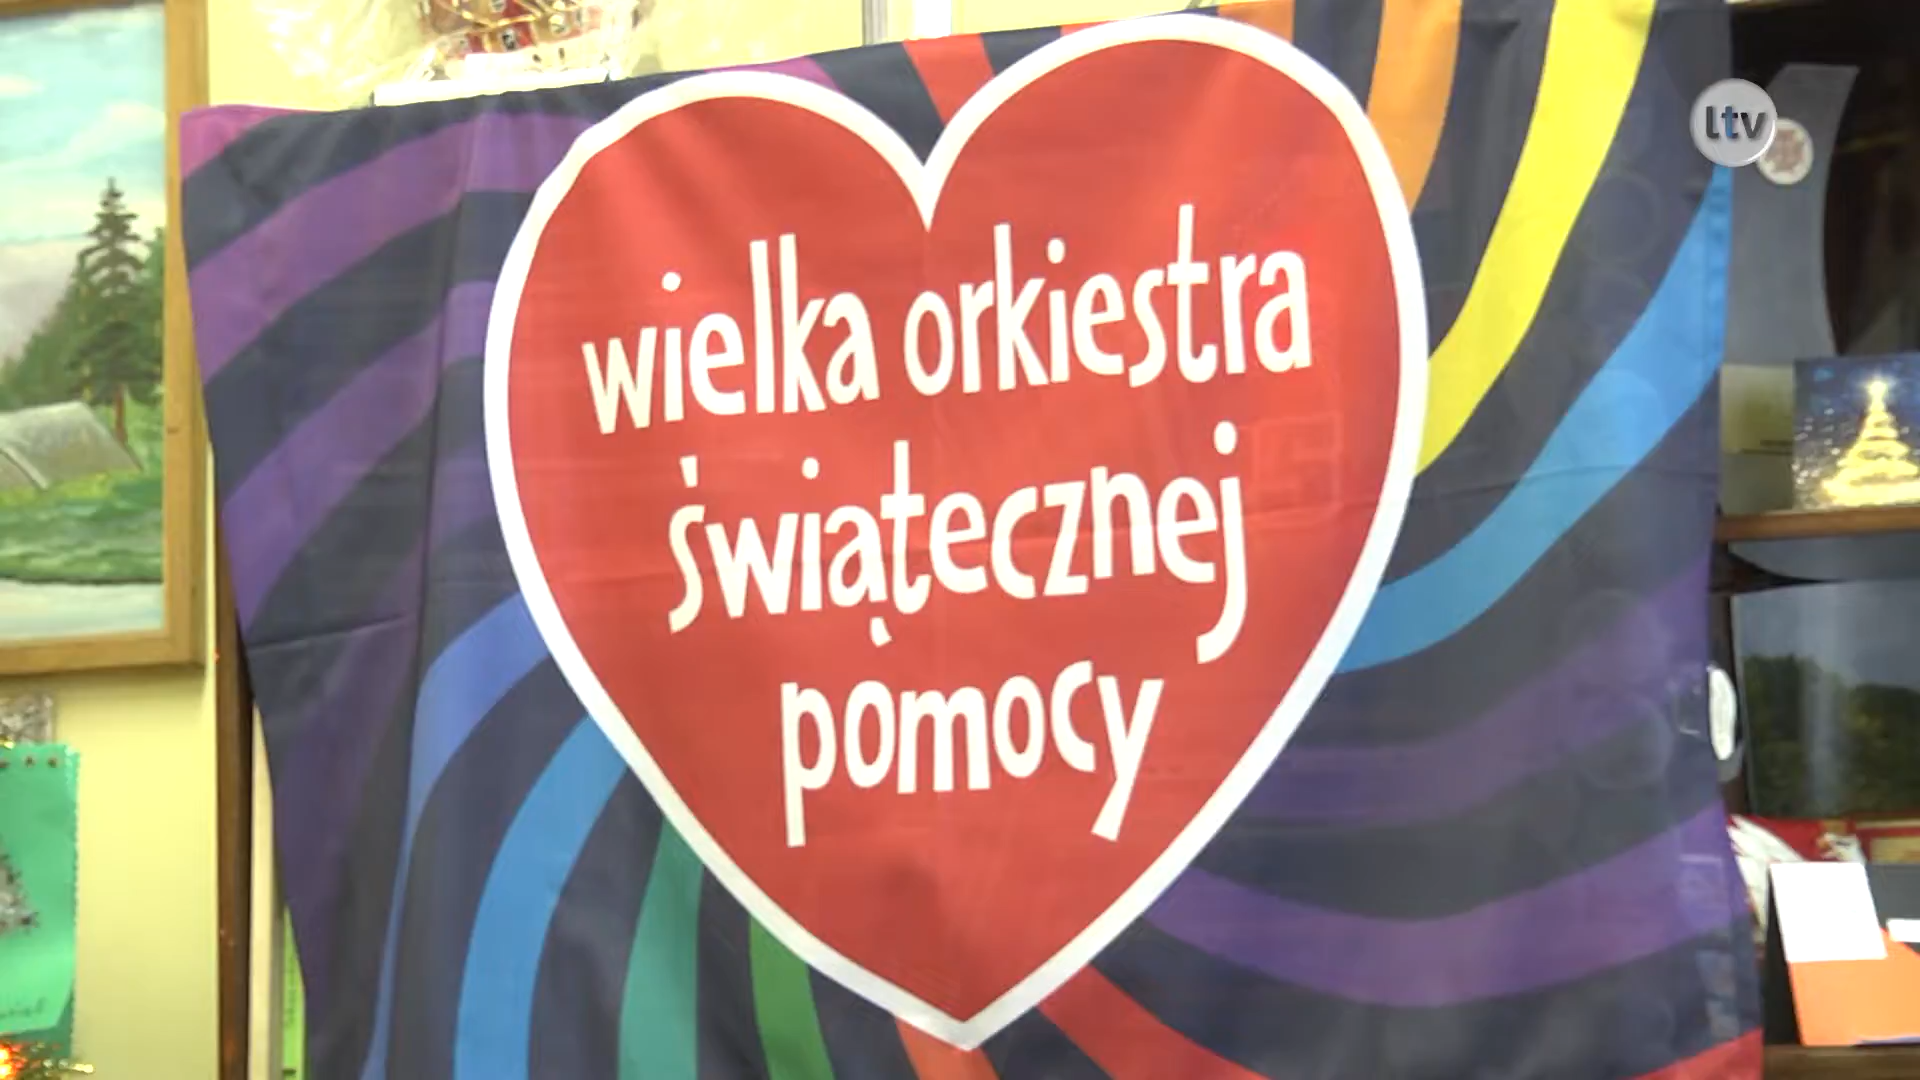 ltv
wielka orkiestra
świątecznej
pomocy